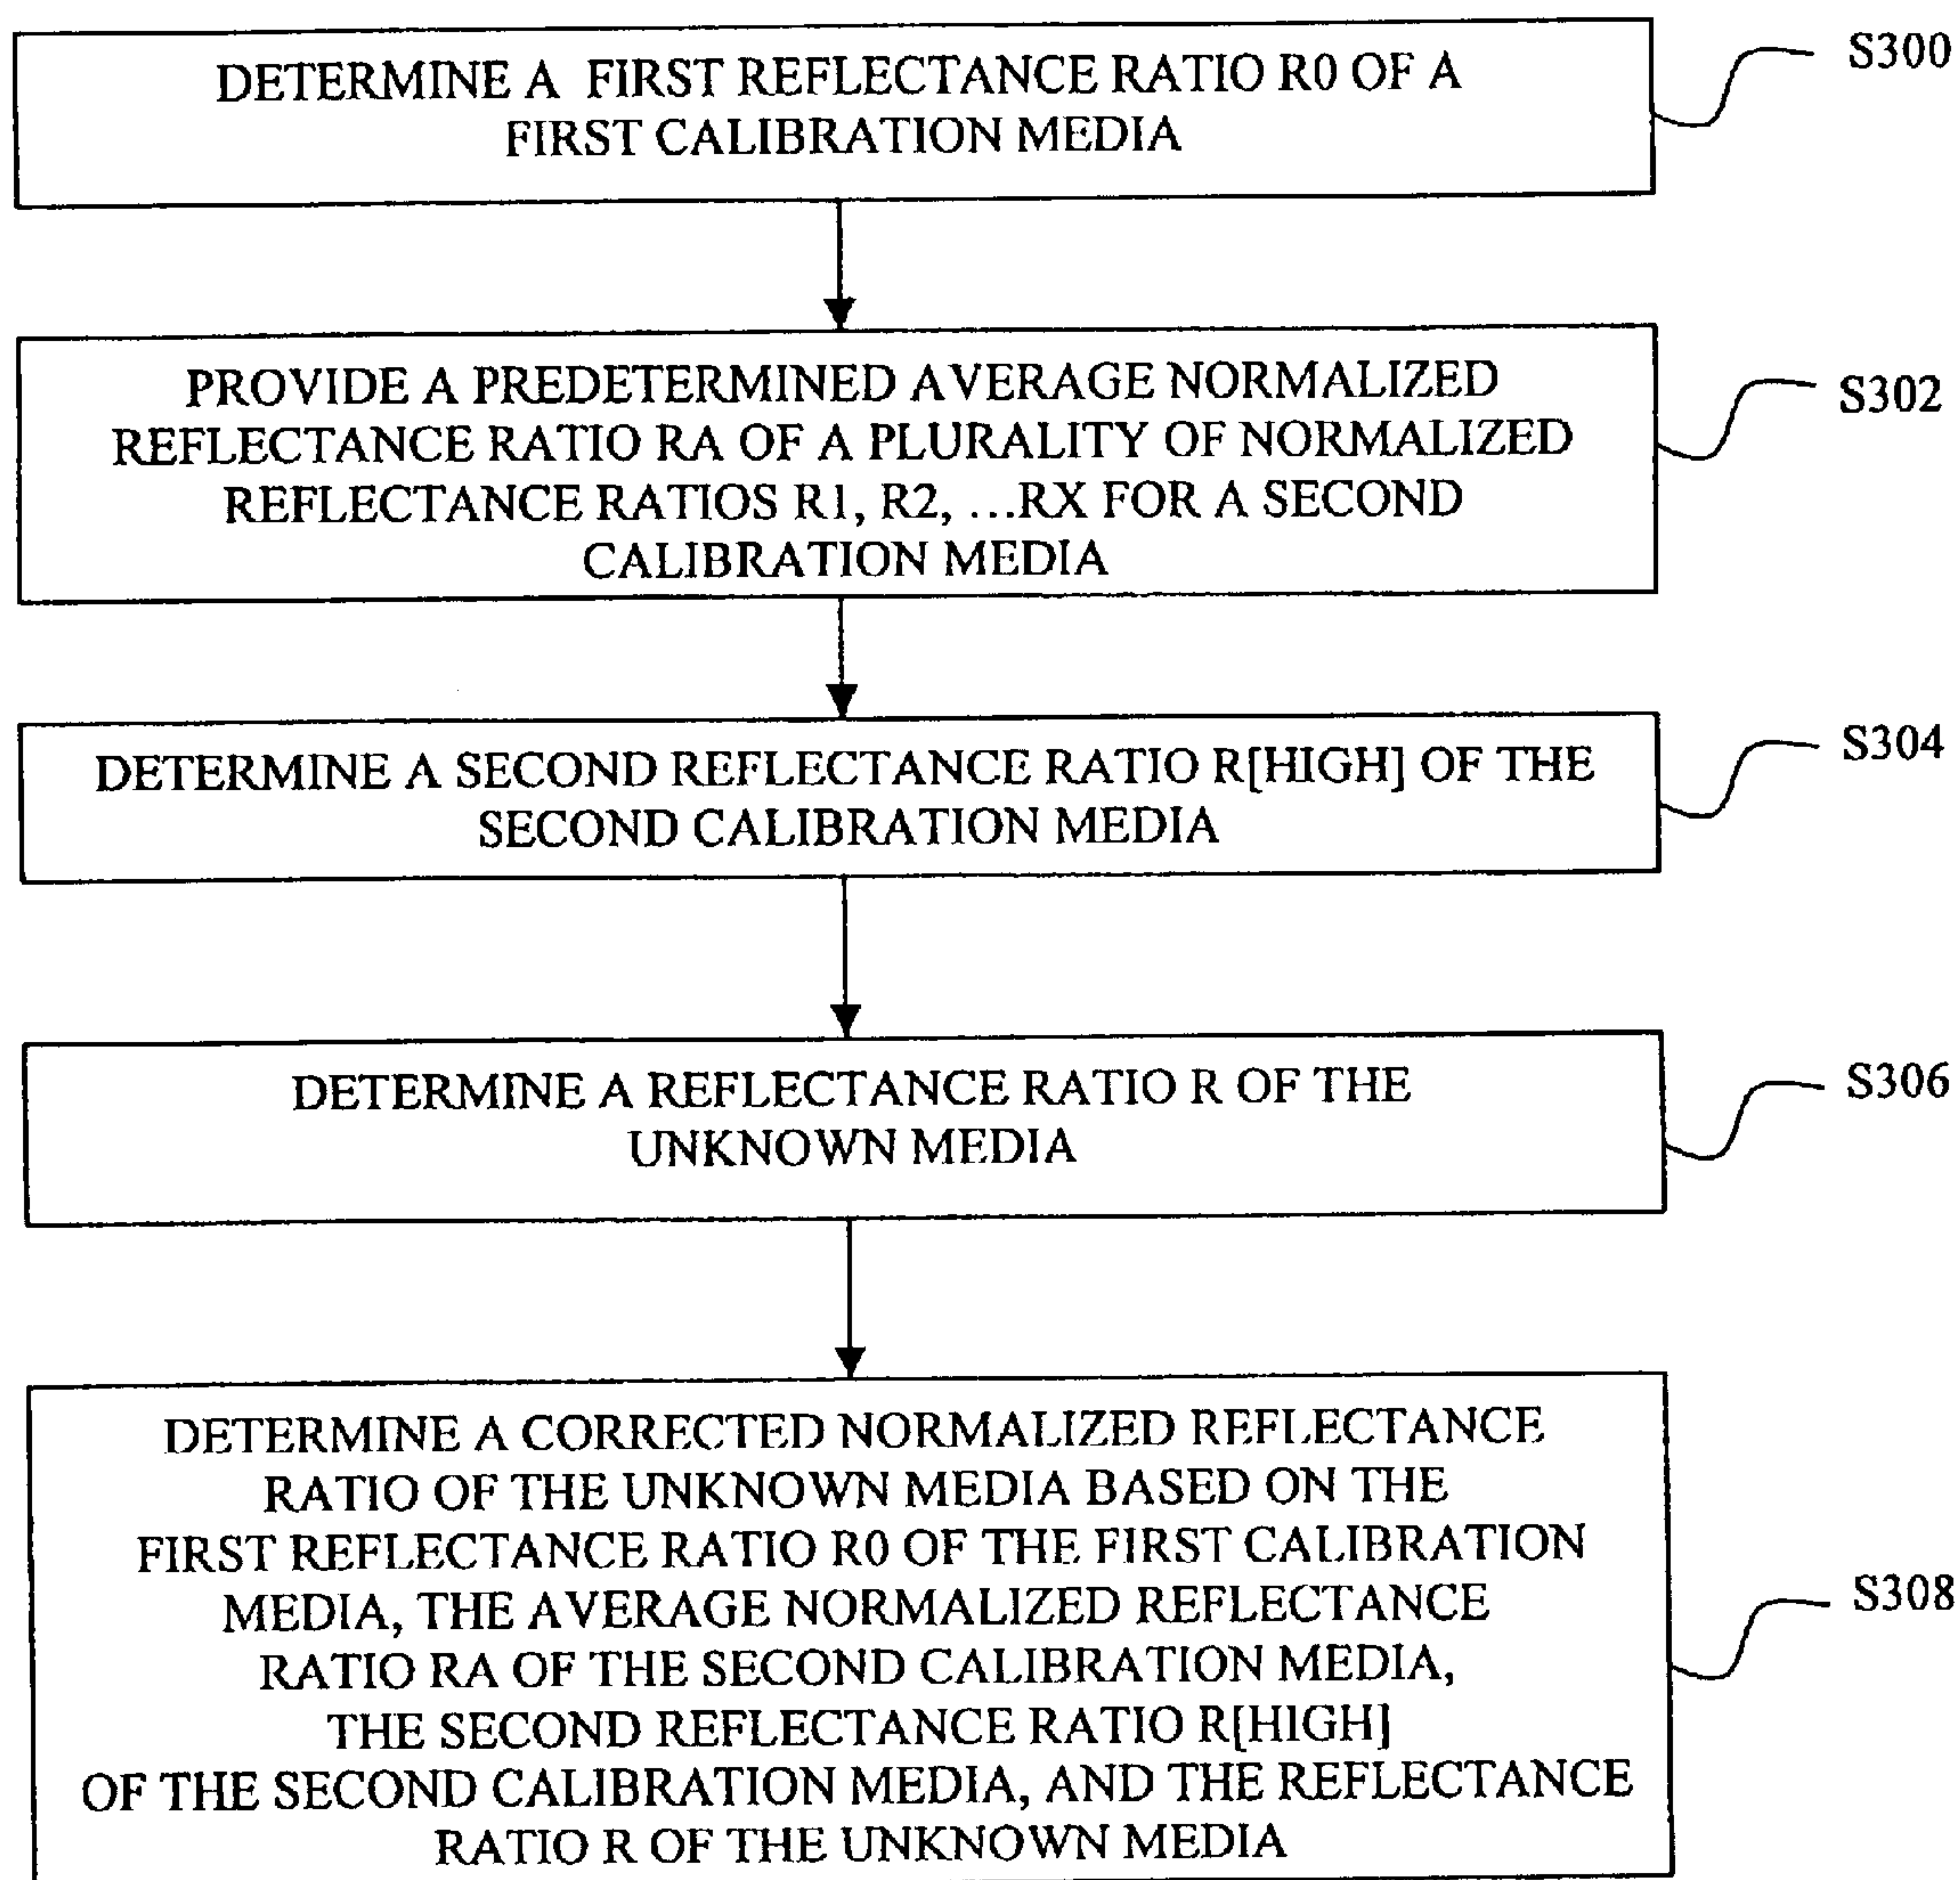 DETERMINE A FIRST REFLECTANCE RATIO R0 OF A
FIRST CALIBRATION MEDIA
S300
PROVIDE A PREDETERMINED AVERAGE NORMALIZED
REFLECTANCE RATIO RA OF A PLURALITY OF NORMALIZED
REFLECTANCE RATIOS R1, R2, ...RX FOR A SECOND
CALIBRATION MEDIA
S302
DETERMINE A SECOND REFLECTANCE RATIO R[HIGH] OF THE
SECOND CALIBRATION MEDIA
S304
DETERMINE A REFLECTANCE RATIO R OF THE
UNKNOWN MEDIA
S306
DETERMINE A CORRECTED NORMALIZED REFLECTANCE
RATIO OF THE UNKNOWN MEDIA BASED ON THE
FIRST REFLECTANCE RATIO R0 OF THE FIRST CALIBRATION
MEDIA, THE AVERAGE NORMALIZED REFLECTANCE
RATIO RA OF THE SECOND CALIBRATION MEDIA,
THE SECOND REFLECTANCE RATIO R[HIGH]
OF THE SECOND CALIBRATION MEDIA, AND THE REFLECTANCE
RATIO R OF THE UNKNOWN MEDIA
S308